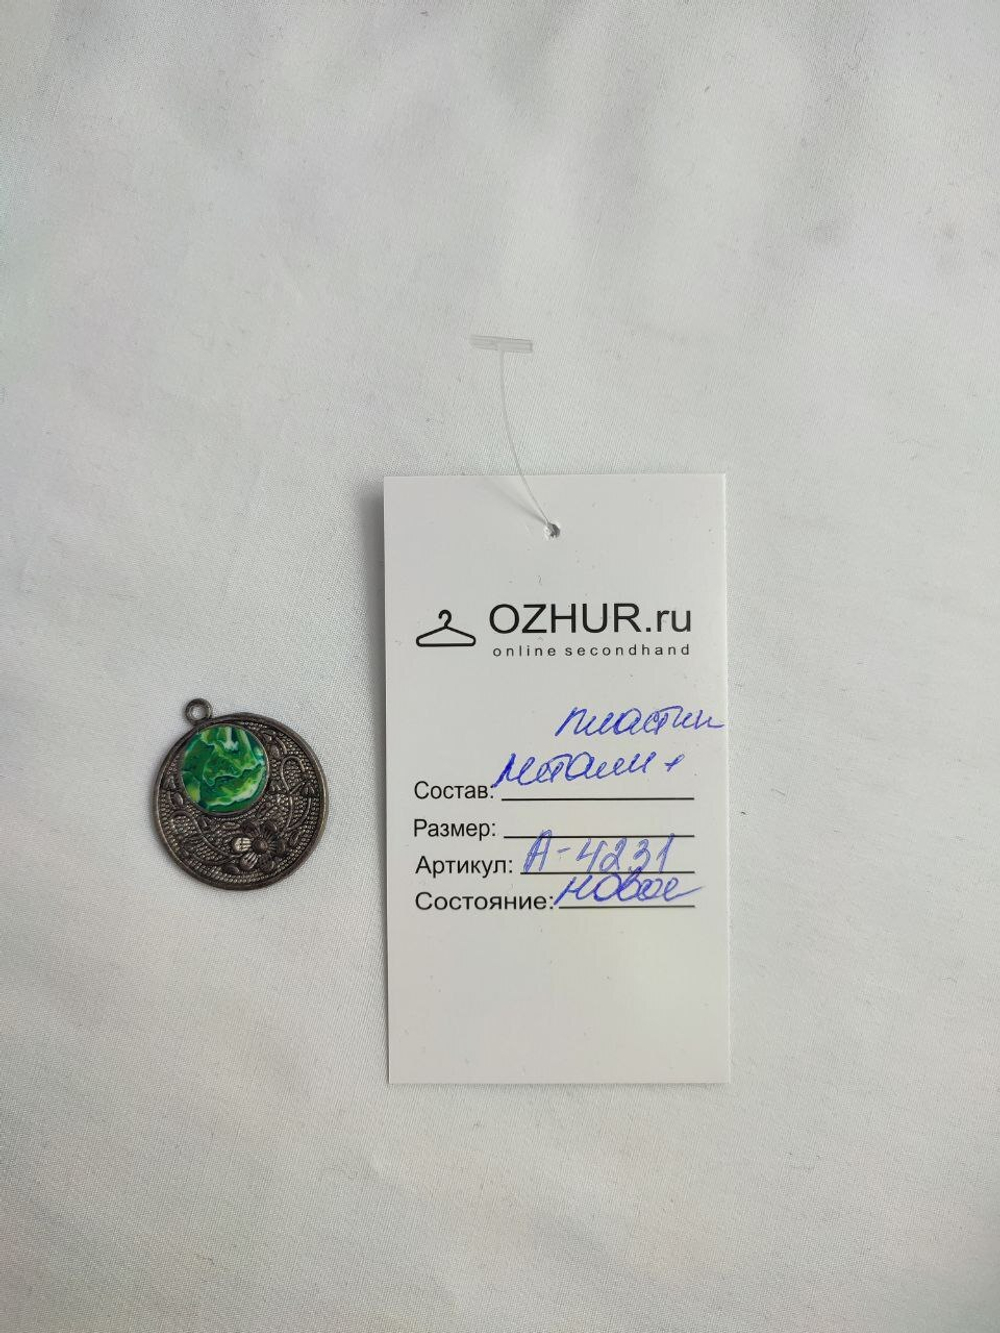 OZHUR.ru
online secondhand
пластик
Состав: металл +
Размер:
Артикул: А-4231
Состояние: новое